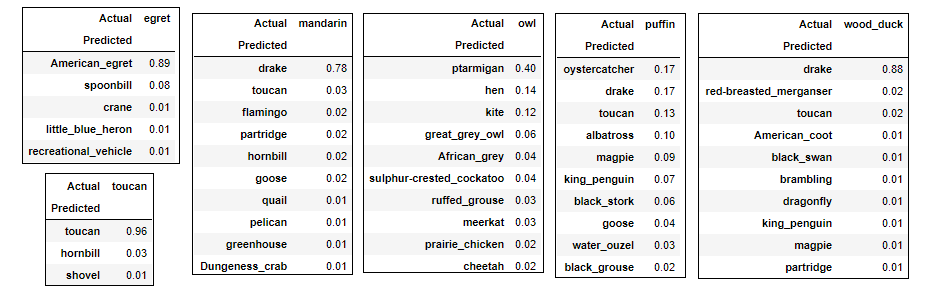 Actual egret
Predicted
American_egret 0.89
spoonbill 0.08
crane 0.01
little_blue_heron 0.01
recreational_vehicle 0.01
Actual toucan
Predicted
toucan 0.96
hornbill 0.03
shovel 0.01
Actual mandarin
Predicted
drake 0.78
toucan 0.03
flamingo 0.02
partridge 0.02
hornbill 0.02
goose 0.02
quail 0.01
pelican 0.01
greenhouse 0.01
Dungeness_crab 0.01
Actual owl
Predicted
ptarmigan 0.40
hen 0.14
kite 0.12
great_grey_owl 0.06
African_grey 0.04
sulphur-crested_cockatoo 0.04
ruffed_grouse 0.03
meerkat 0.03
prairie_chicken 0.02
cheetah 0.02
Actual puffin
Predicted
oystercatcher 0.17
drake 0.17
toucan 0.13
albatross 0.10
magpie 0.09
king_penguin 0.07
black_stork 0.06
goose 0.04
water_ouzel 0.03
black_grouse 0.02
Actual wood_duck
Predicted
drake 0.88
red-breasted_merganser 0.02
toucan 0.02
American_coot 0.01
black_swan 0.01
brambling 0.01
dragonfly 0.01
king_penguin 0.01
magpie 0.01
partridge 0.01